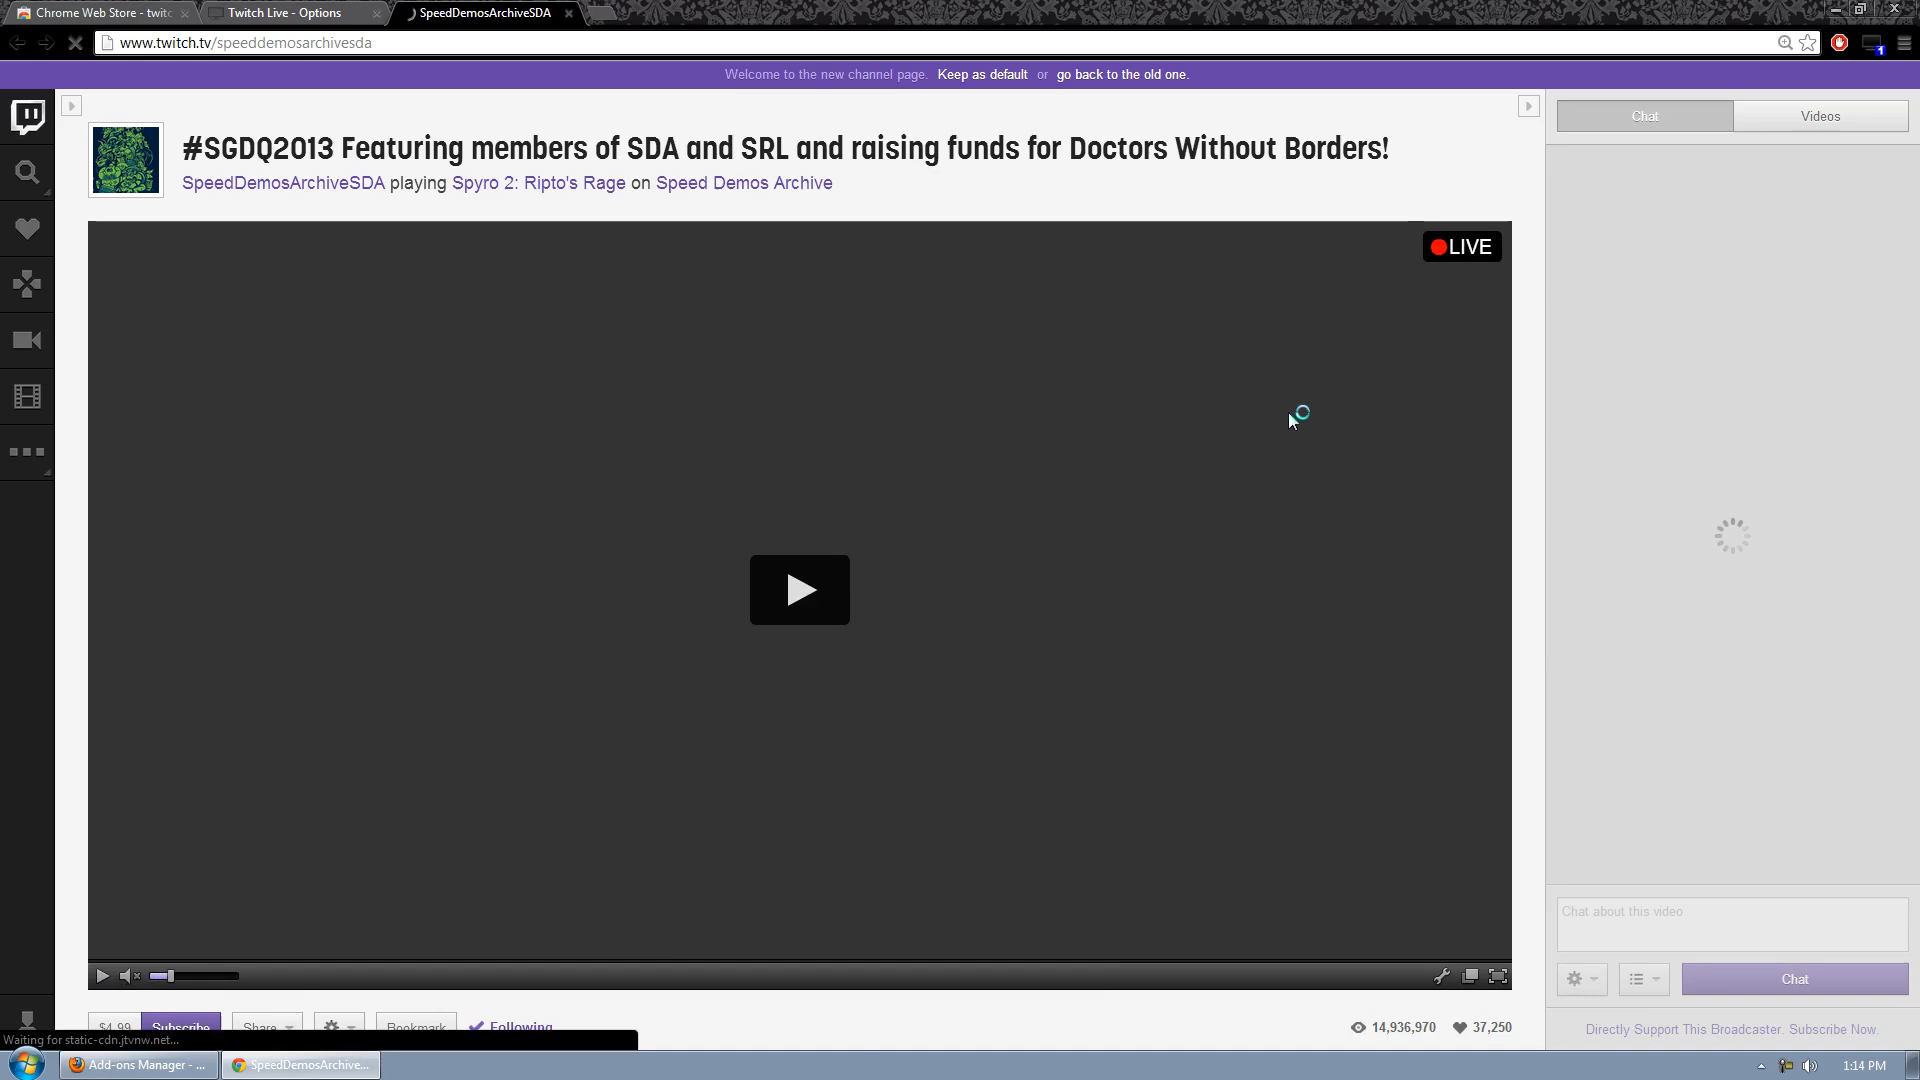 Chrome Web Store - twitc
Twitch Live - Options
SpeedDemosArchiveSDA
www.twitch.tv/speeddemosarchivesda
1
Welcome to the new channel page. Keep as default or go back to the old one.
#SGDQ2013 Featuring members of SDA and SRL and raising funds for Doctors Without Borders!
SpeedDemosArchiveSDA playing Spyro 2: Ripto's Rage on Speed Demos Archive
LIVE
Chat
Videos
Chat about this video
Chat
Directly Support This Broadcaster. Subscribe Now.
$4.99
Subscribe
Share
Bookmark
Following
14,936,970
37,250
Waiting for static-cdn.jtvnw.net...
Add-ons Manager - ...
SpeedDemosArchive...
1:14 PM